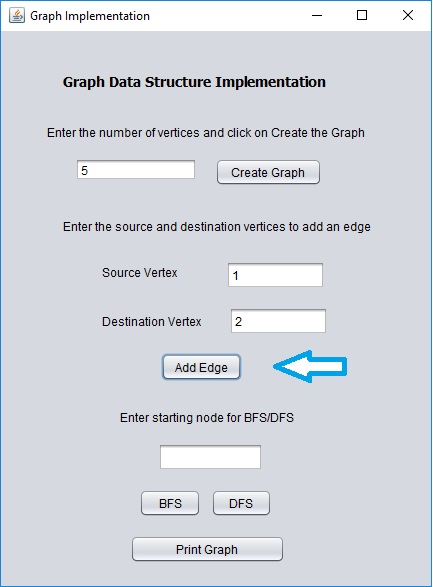 Graph Implementation
Graph Data Structure Implementation
Enter the number of vertices and click on Create the Graph
5 Create Graph
Enter the source and destination vertices to add an edge
Source Vertex 1
Destination Vertex 2
Add Edge
Enter starting node for BFS/DFS
BFS DFS
Print Graph